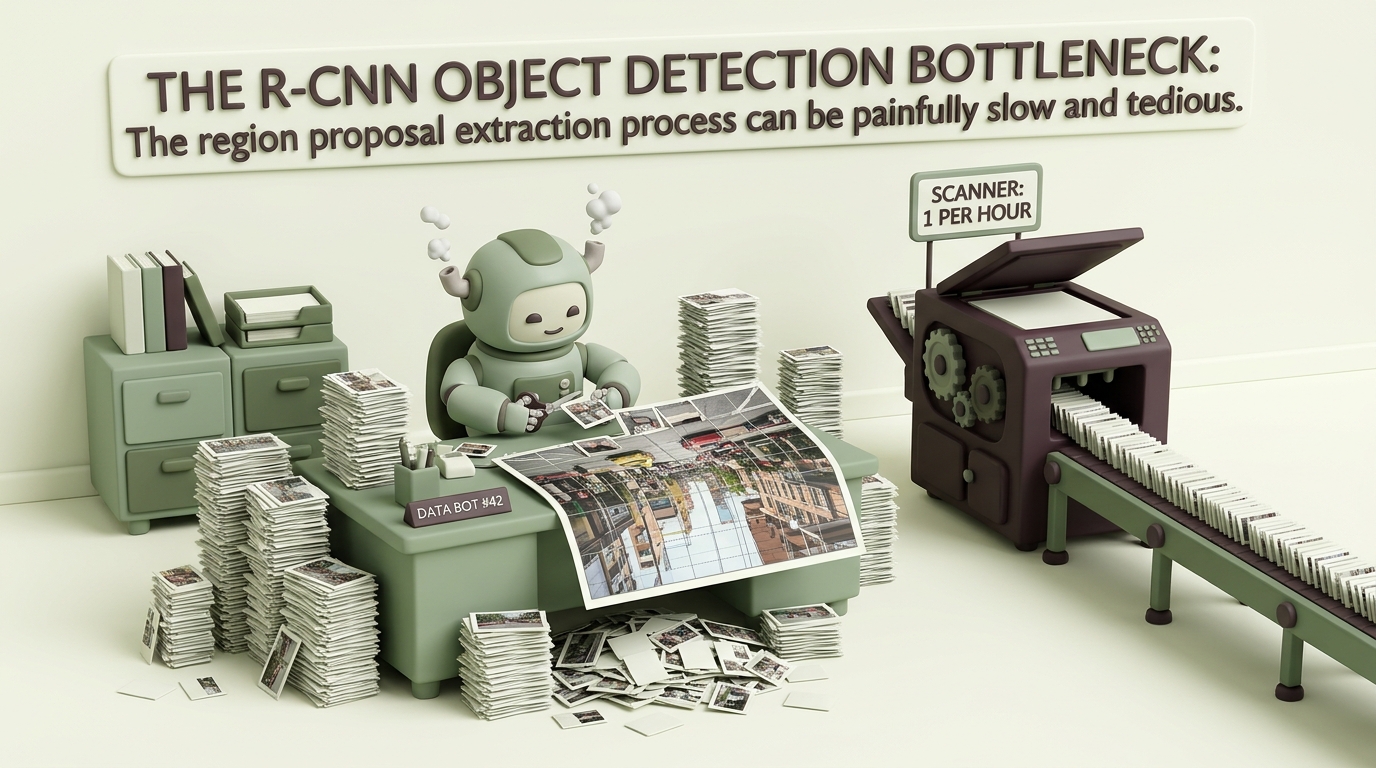 THE R-CNN OBJECT DETECTION BOTTLENECK:
The region proposal extraction process can be painfully slow and tedious.
SCANNER:
1 PER HOUR
DATA BOT #42